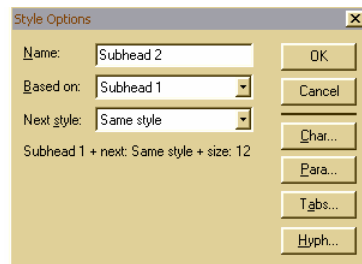 Style Options
Name: Subhead 2 OK
Based on: Subhead 1 Cancel
Next style: Same style
Subhead 1 + next: Same style + size: 12
Char...
Para...
Tabs...
Hyph...